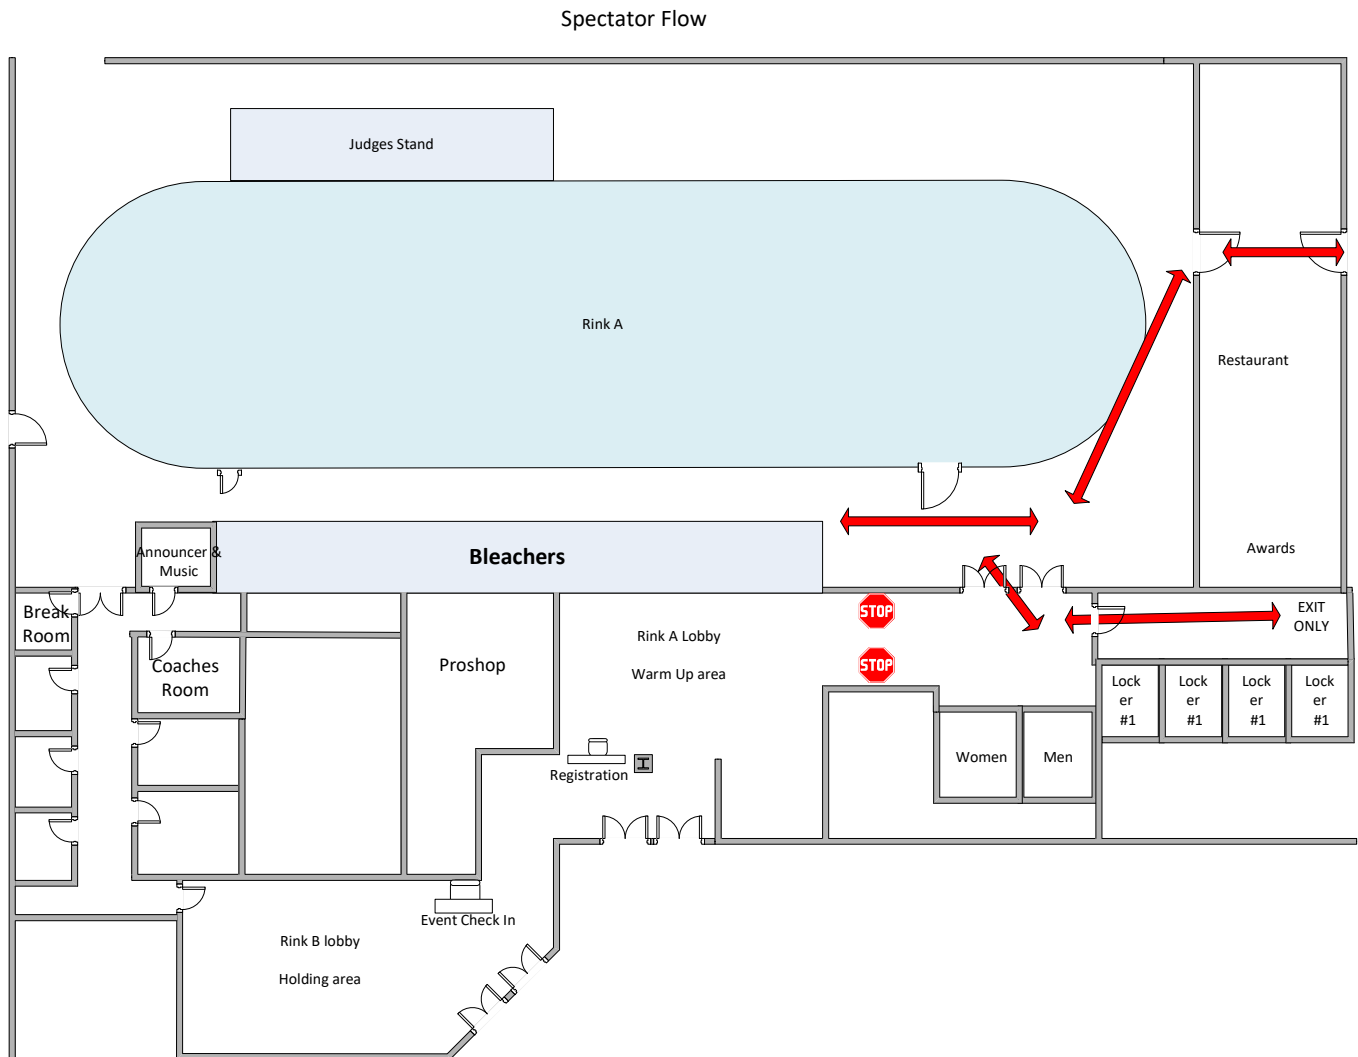 Spectator Flow
Judges Stand
Rink A
Restaurant
Announcer &
Music
Bleachers
Awards
Break
Room
Coaches
Room
Proshop
Rink A Lobby
Warm Up area
STOP
STOP
EXIT
ONLY
Lock
er
#1
Lock
er
#1
Lock
er
#1
Lock
er
#1
Women
Men
Registration
Event Check In
Rink B lobby
Holding area